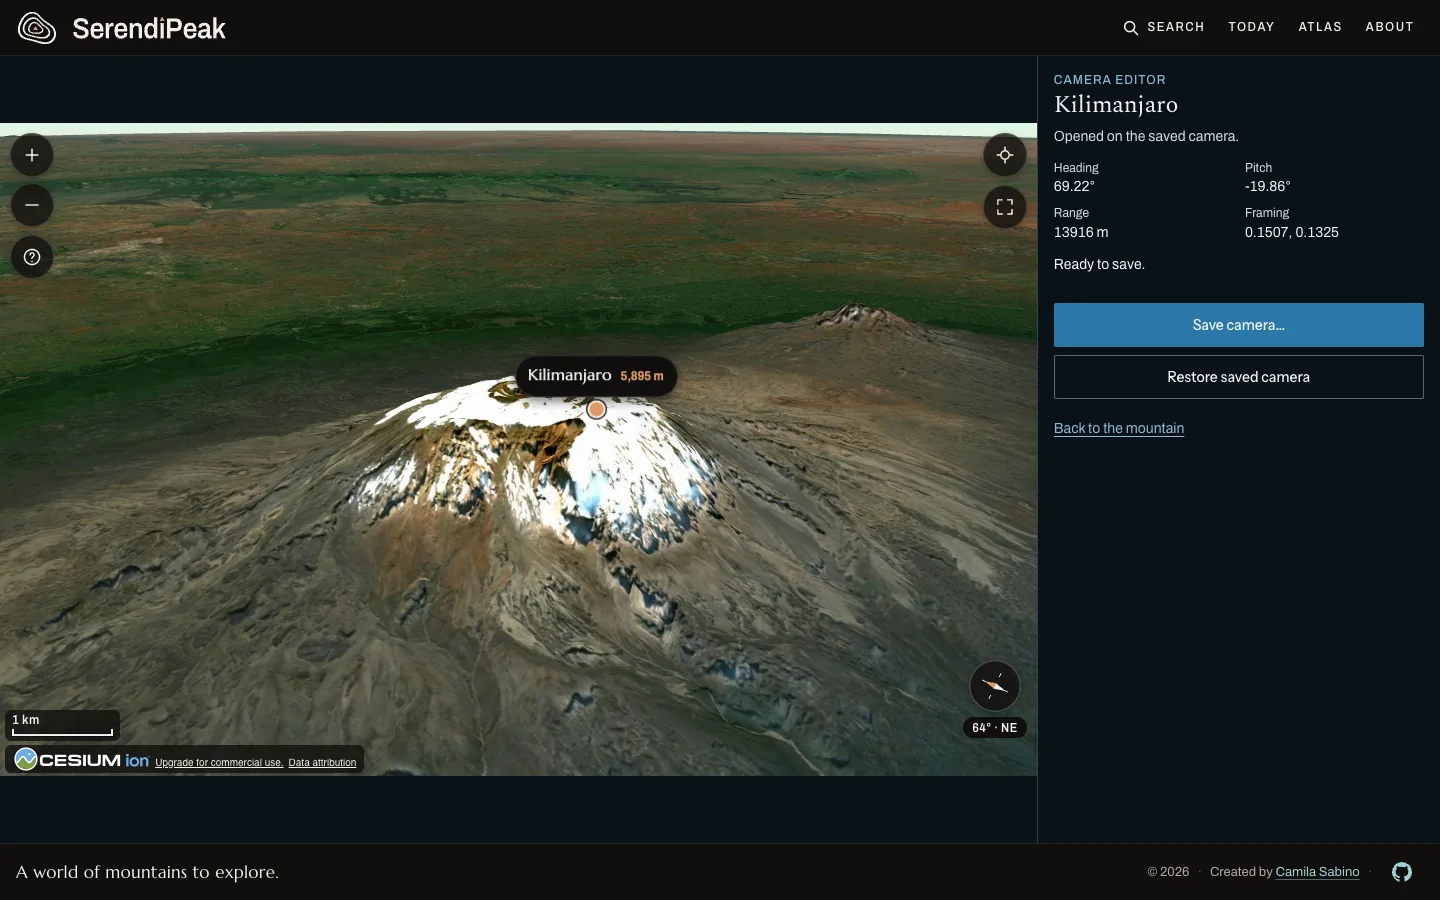 SerendiPeak
SEARCH TODAY ATLAS ABOUT
CAMERA EDITOR
Kilimanjaro
Opened on the saved camera.
Heading
69.22°
Pitch
-19.86°
Range
13916 m
Framing
0.1507, 0.1325
Ready to save.
Save camera...
Restore saved camera
Back to the mountain
Kilimanjaro 5,895 m
64° · NE
1 km
CESIUM ion Upgrade for commercial use. Data attribution
A world of mountains to explore.
© 2026 · Created by Camila Sabino ·